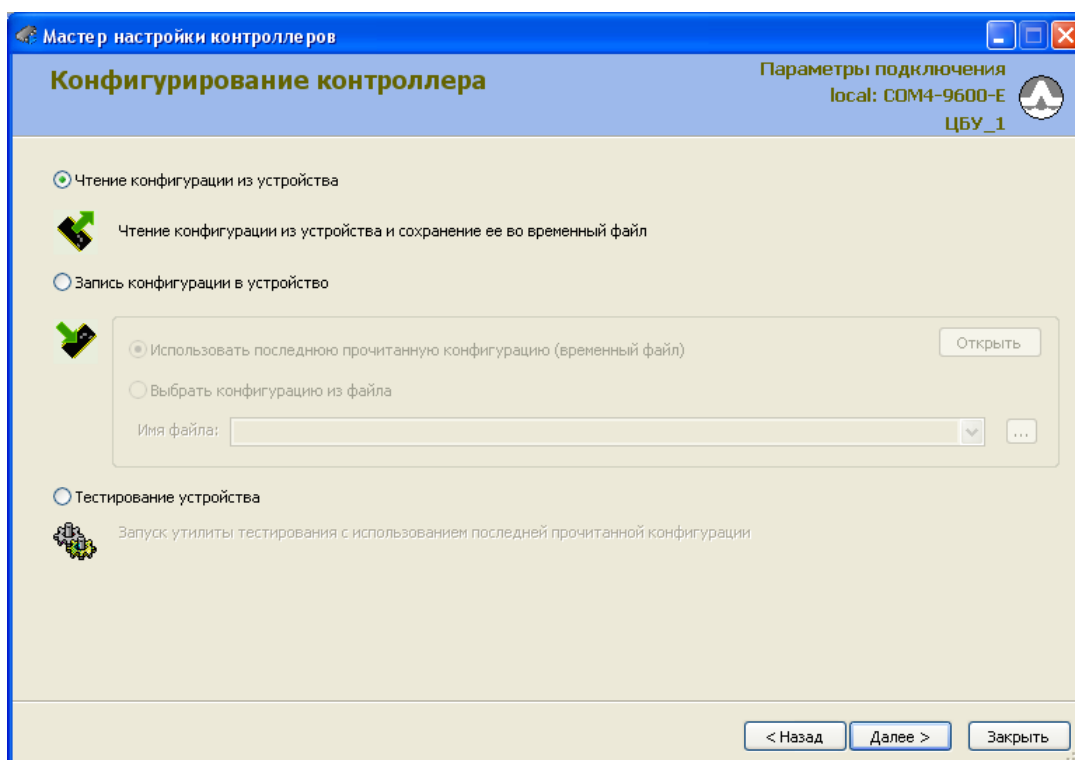 Мастер настройки контроллеров
Конфигурирование контроллера
Параметры подключения
local: COM4-9600-E
ЦБУ_1
Чтение конфигурации из устройства
Чтение конфигурации из устройства и сохранение ее во временный файл
Запись конфигурации в устройство
Использовать последнюю прочитанную конфигурацию (временный файл)
Открыть
Выбрать конфигурацию из файла
Имя файла:
...
Тестирование устройства
Запуск утилиты тестирования с использованием последней прочитанной конфигурации
< Назад
Далее >
Закрыть